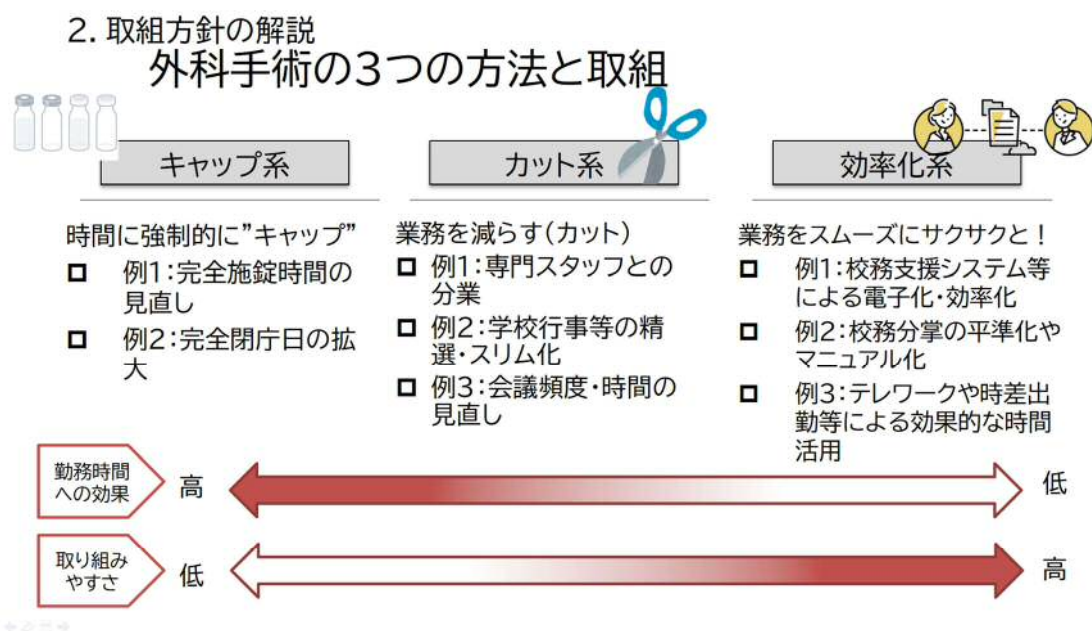 2. 取組方針の解説
外科手術の3つの方法と取組
キャップ系
時間に強制的に”キャップ”
例1:完全施錠時間の
見直し
例2:完全閉庁日の拡
大
カット系
業務を減らす(カット)
例1:専門スタッフとの
分業
例2:学校行事等の精
選・スリム化
例3:会議頻度・時間の
見直し
効率化系
業務をスムーズにサクサクと!
例1:校務支援システム等
による電子化・効率化
例2:校務分掌の平準化や
マニュアル化
例3:テレワークや時差出
勤等による効果的な時間
活用
勤務時間
への効果
高
低
取り組み
やすさ
低
高